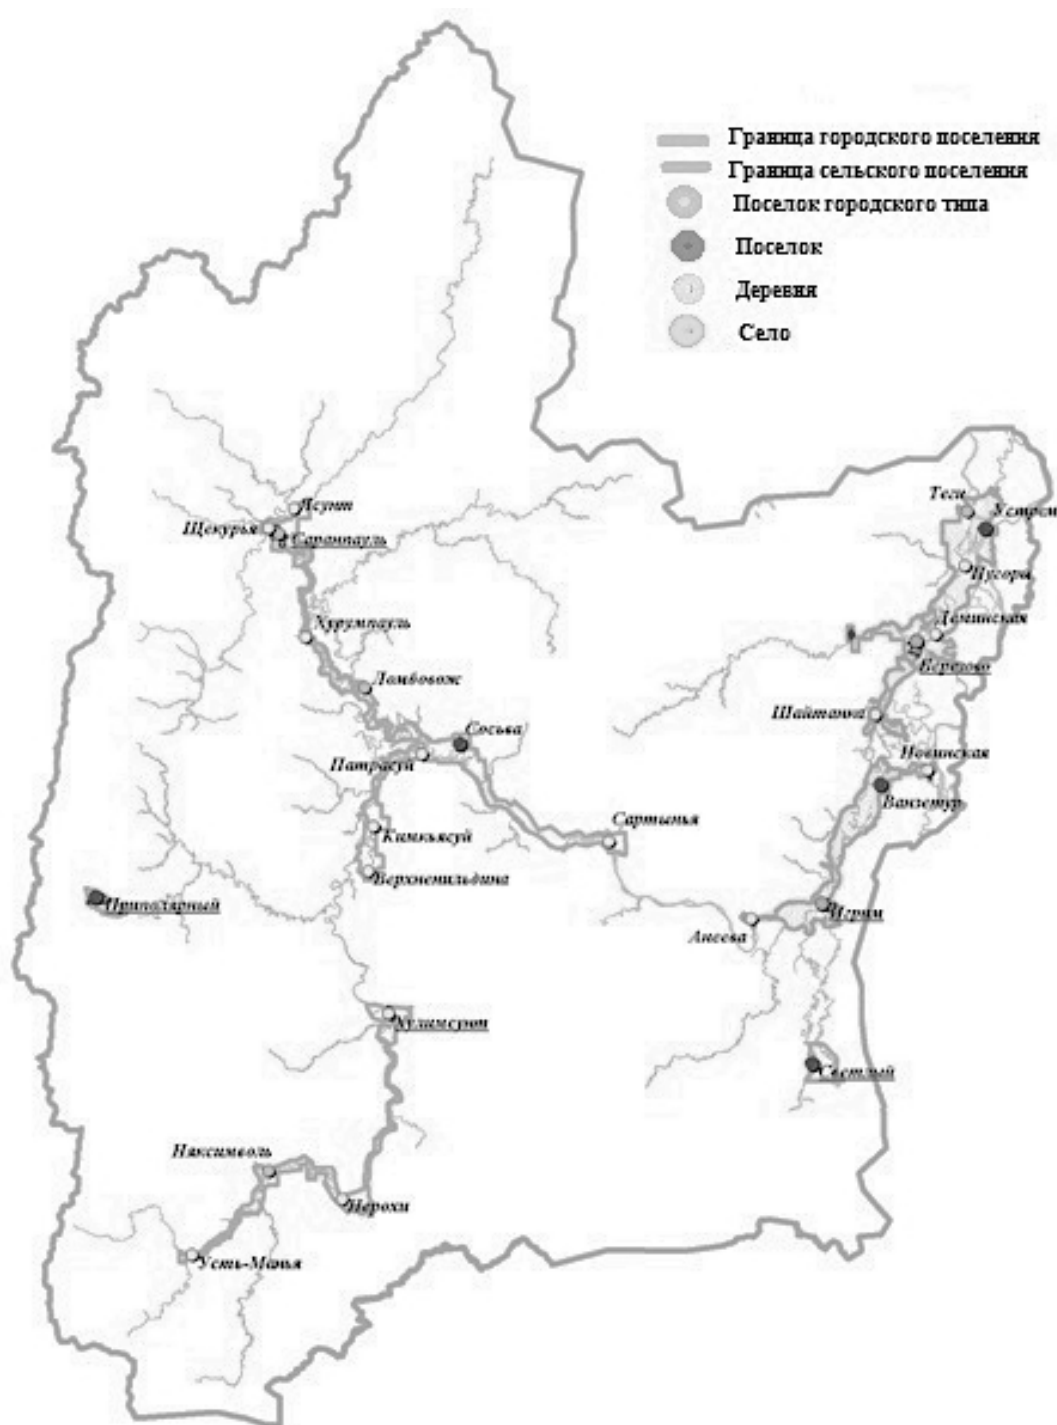 Граница городского поселения
Граница сельского поселения
Поселок городского типа
Поселок
Деревня
Село
Теги
Устрем
Ясунт
Щекурья
Саранпауль
Пугоры
Хурумпауль
Деминская
Березово
Ломбовож
Шайтанка
Сосьва
Новинская
Патрасуй
Ванзетур
Сартынья
Кимкьясуй
Верхненильдина
Приполярный
Игрим
Анеева
Хулимсунт
Светлый
Няксимволь
Нерохи
Усть-Манья